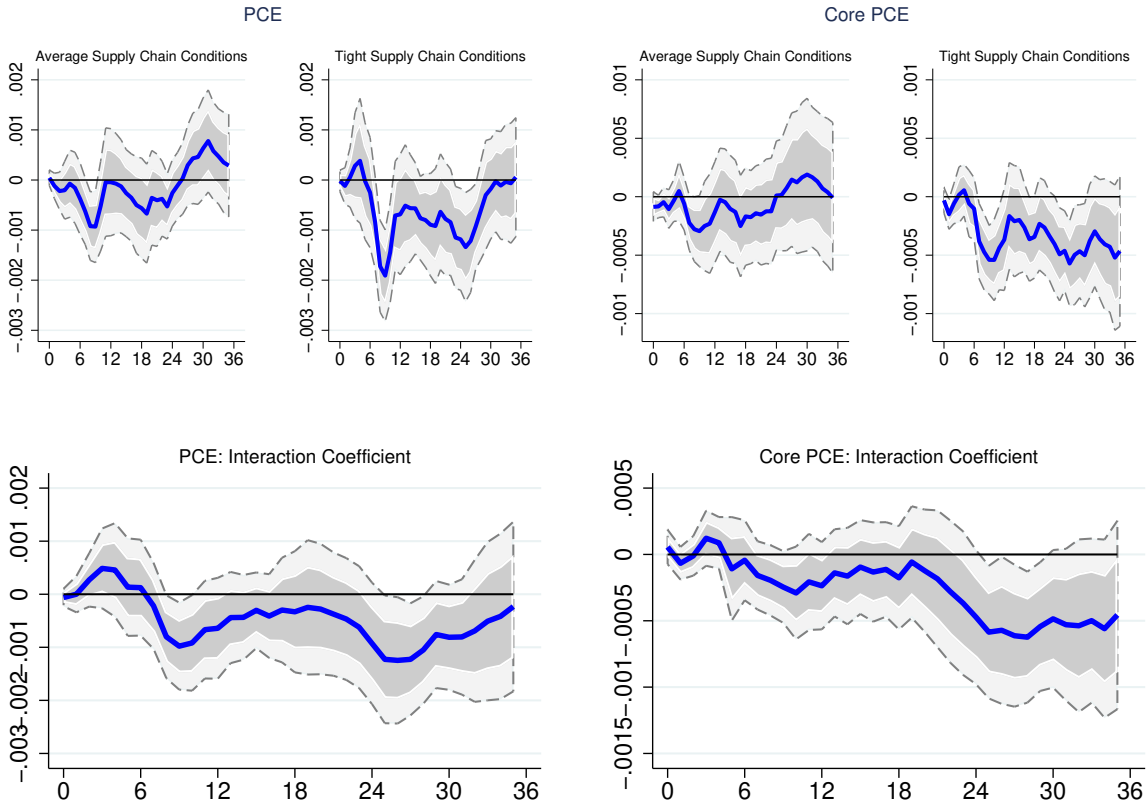 PCE
Core PCE
Average Supply Chain Conditions
Tight Supply Chain Conditions
Average Supply Chain Conditions
Tight Supply Chain Conditions
.002
.001
0
-.001
-.002
-.003
0 6 12 18 24 30 36
.002
.001
0
-.001
-.002
-.003
0 6 12 18 24 30 36
.001
.0005
0
-.0005
-.001
0 6 12 18 24 30 36
.001
.0005
0
-.0005
-.001
0 6 12 18 24 30 36
PCE: Interaction Coefficient
.002
.001
0
-.001
-.002
-.003
0 6 12 18 24 30 36
Core PCE: Interaction Coefficient
.0005
0
-.0005
-.001
-.0015
0 6 12 18 24 30 36